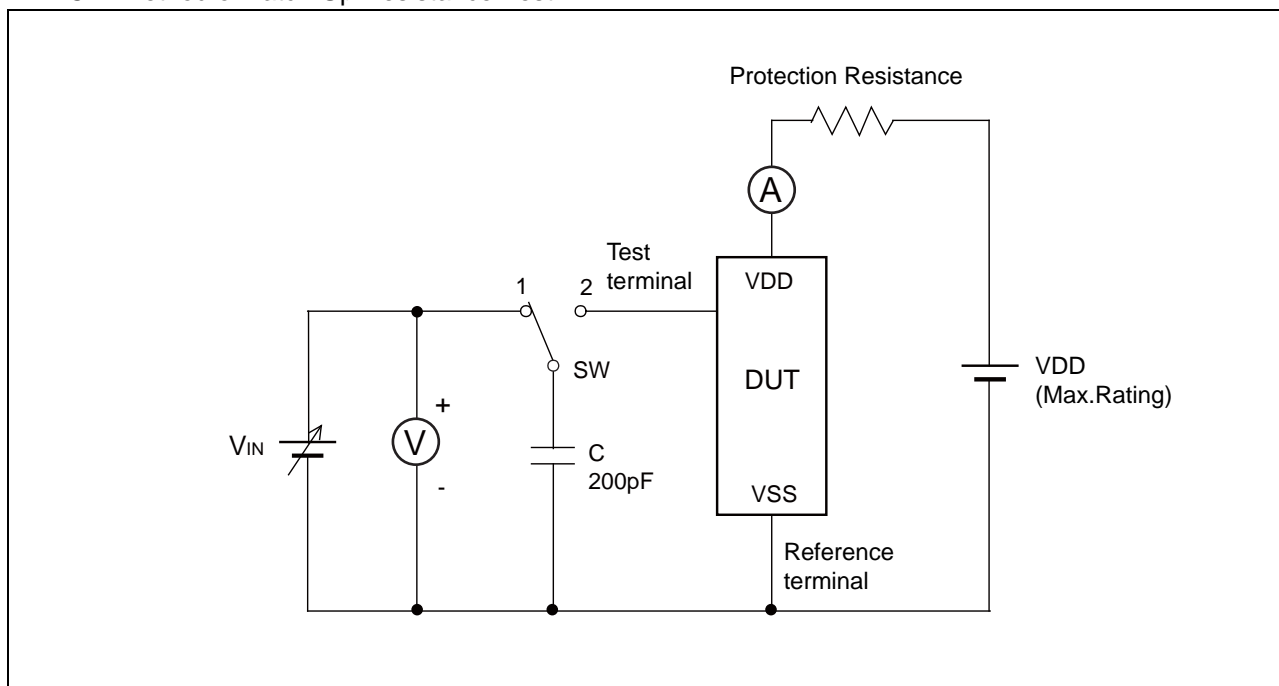 Protection Resistance
A
Test
terminal
1
2
VDD
SW
DUT
VDD
(Max.Rating)
VIN
+
V
-
C
200pF
VSS
Reference
terminal